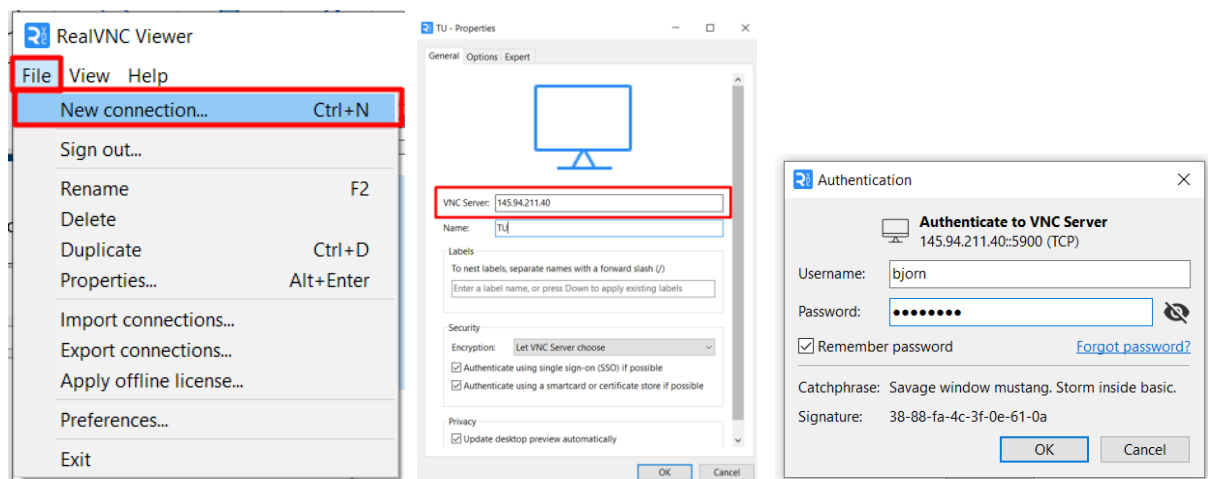 RealVNC Viewer
File View Help
New connection... Ctrl+N
Sign out...
Rename F2
Delete
Duplicate Ctrl+D
Properties... Alt+Enter
Import connections...
Export connections...
Apply offline license...
Preferences...
Exit
TU - Properties
General Options Expert
VNC Server: 145.94.211.40
Name: TU
Labels
To nest labels, separate names with a forward slash (/)
Enter a label name, or press Down to apply existing labels
Security
Encryption: Let VNC Server choose
Authenticate using single sign-on (SSO) if possible
Authenticate using a smartcard or certificate store if possible
Privacy
Update desktop preview automatically
OK Cancel
Authentication
Authenticate to VNC Server
145.94.211.40::5900 (TCP)
Username: bjorn
Password: ••••••••
Remember password Forgot password?
Catchphrase: Savage window mustang. Storm inside basic.
Signature: 38-88-fa-4c-3f-0e-61-0a
OK Cancel